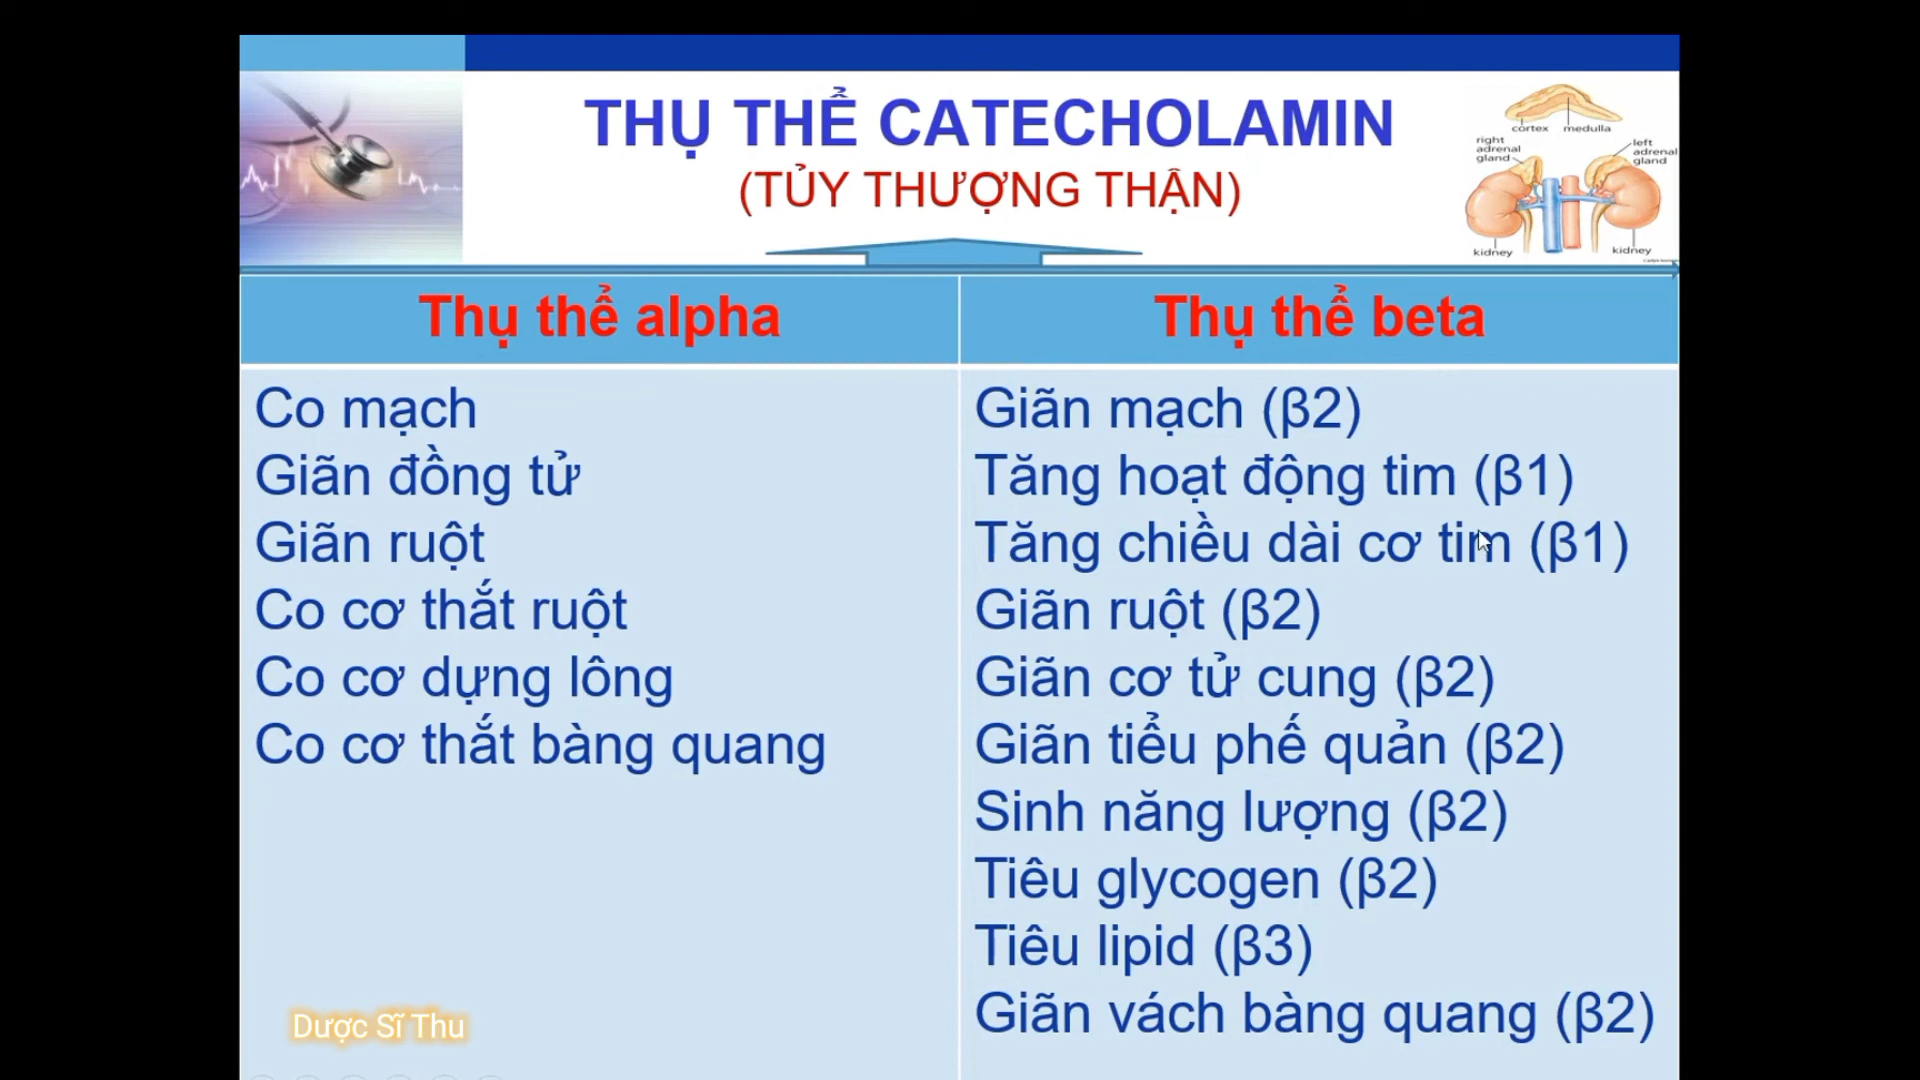 THỤ THỂ CATECHOLAMIN
(TỦY THƯỢNG THẬN)
cortex medulla
right adrenal gland
left adrenal gland
kidney
kidney
Thụ thể alpha
Thụ thể beta
Co mạch
Giãn đồng tử
Giãn ruột
Co cơ thắt ruột
Co cơ dựng lông
Co cơ thắt bàng quang
Giãn mạch (β2)
Tăng hoạt động tim (β1)
Tăng chiều dài cơ tim (β1)
Giãn ruột (β2)
Giãn cơ tử cung (β2)
Giãn tiểu phế quản (β2)
Sinh năng lượng (β2)
Tiêu glycogen (β2)
Tiêu lipid (β3)
Giãn vách bàng quang (β2)
Dược Sĩ Thu